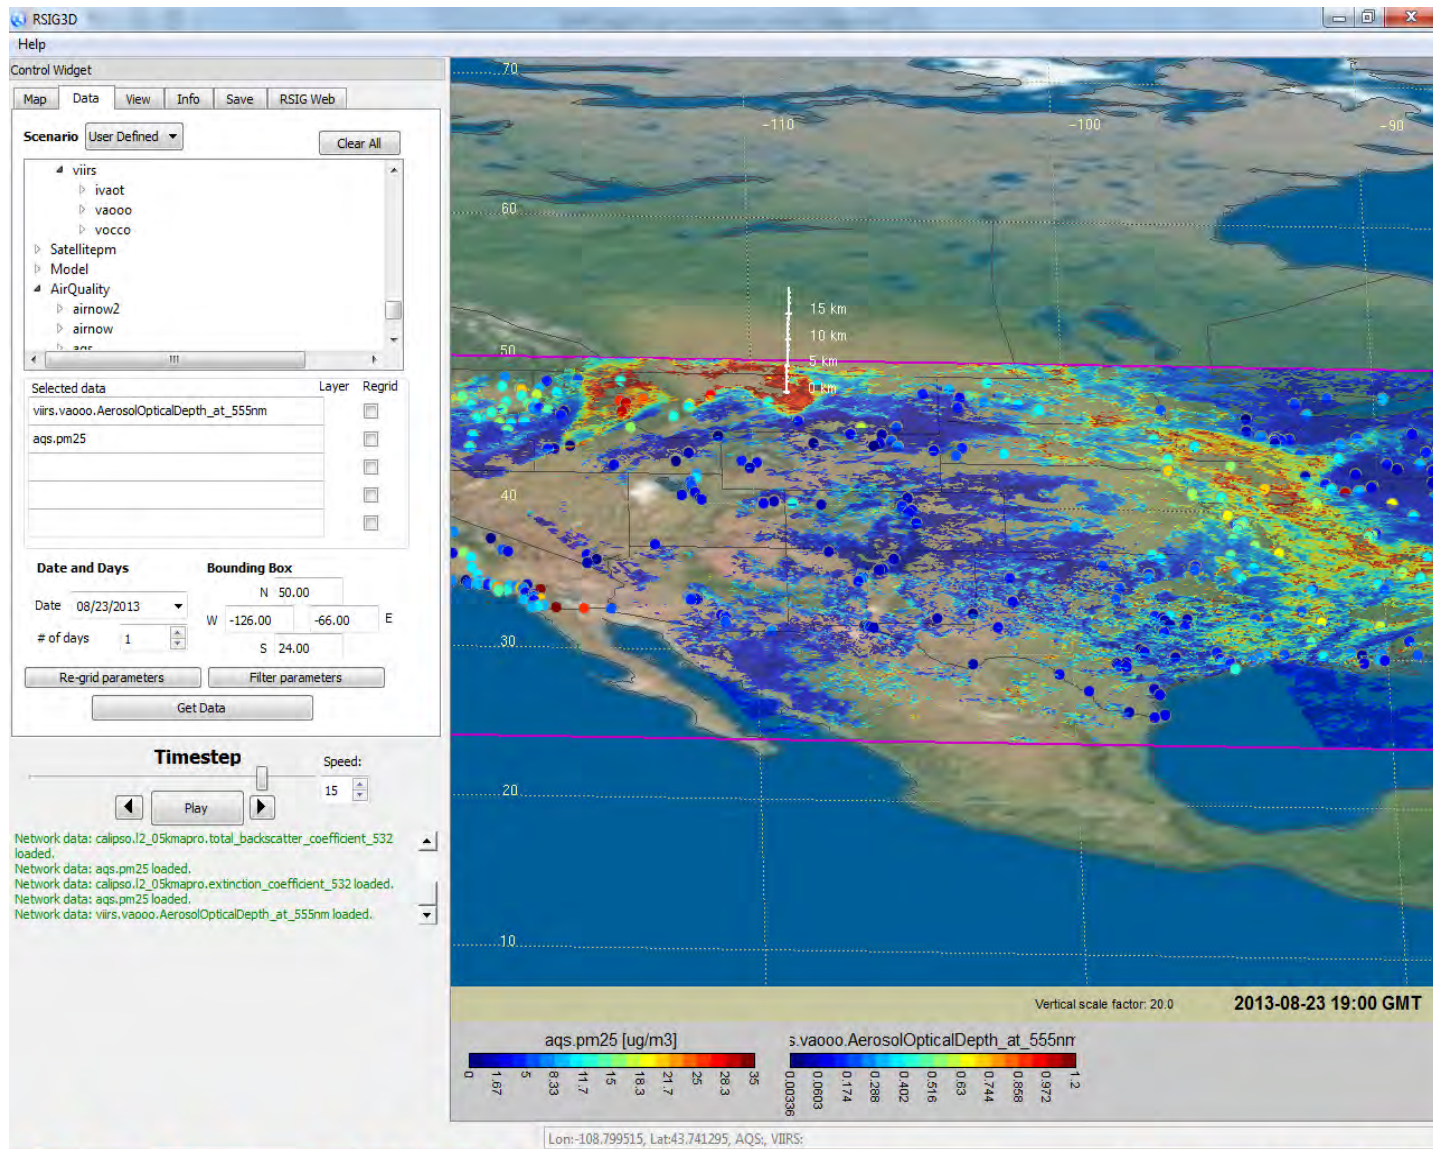 RSIG3D
Help
Control Widget
Map Data View Info Save RSIG Web
Scenario User Defined Clear All
viirs
ivaot
vaooo
vocco
Satellitepm
Model
AirQuality
airnow2
airnow
aqs
Selected data Layer Regrid
viirs.vaooo.AerosolOpticalDepth_at_555nm
aqs.pm25
Date and Days Bounding Box
N 50.00
Date 08/23/2013
W -126.00 -66.00 E
# of days 1
S 24.00
Re-grid parameters Filter parameters
Get Data
Timestep Speed:
15
Play
Network data: calipso.l2_05kmapro.total_backscatter_coefficient_532
loaded.
Network data: aqs.pm25 loaded.
Network data: calipso.l2_05kmapro.extinction_coefficient_532 loaded.
Network data: aqs.pm25 loaded.
Network data: viirs.vaooo.AerosolOpticalDepth_at_555nm loaded.
70
-110 -100 -90
60
15 km
10 km
50
5 km
0 km
40
30
20
10
Vertical scale factor: 20.0 2013-08-23 19:00 GMT
aqs.pm25 [ug/m3]
0 1.67 5 8.33 11.7 15 18.3 21.7 25 28.3 35
s.vaooo.AerosolOpticalDepth_at_555nm
0.00336 0.0603 0.174 0.288 0.402 0.516 0.63 0.744 0.858 0.972 1.2
Lon:-108.799515, Lat:43.741295, AQS:, VIIRS: